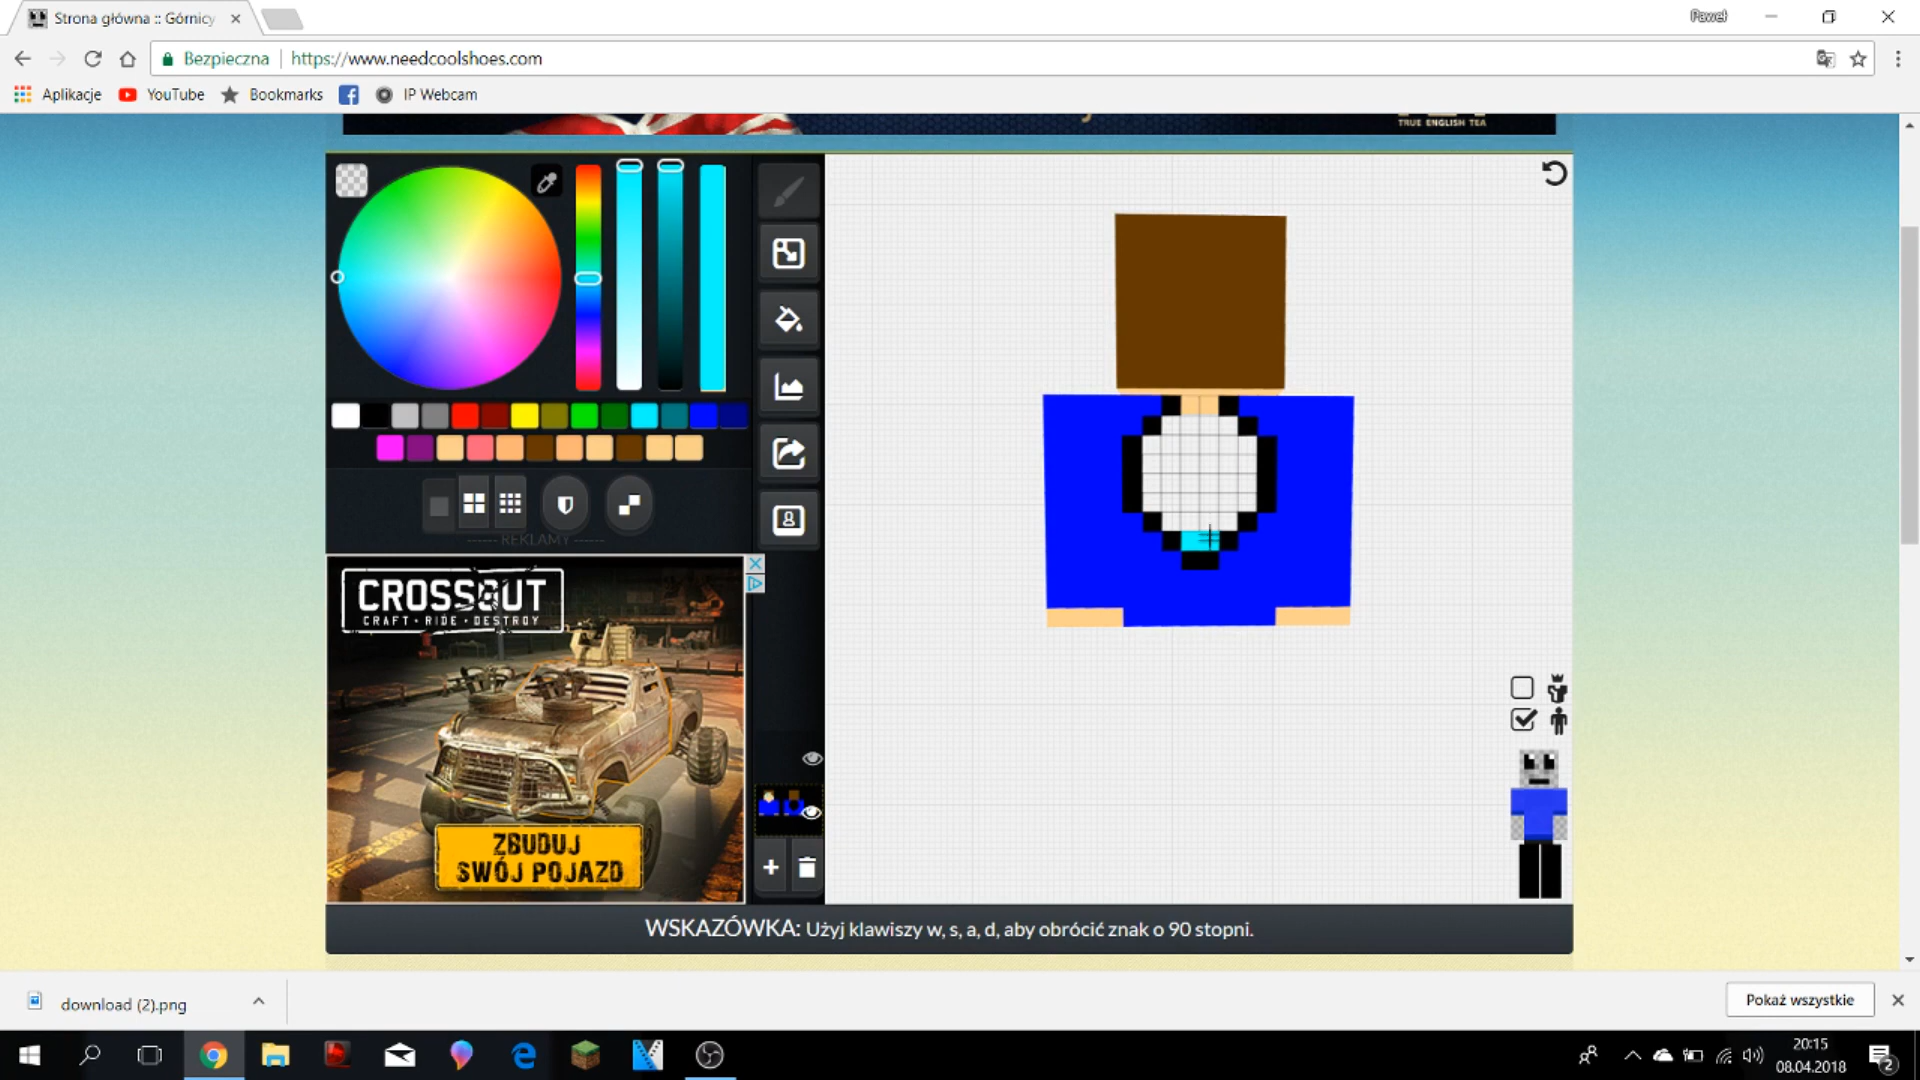 Strona główna :: Górnicy
Paweł
Bezpieczna
https://www.needcoolshoes.com
Aplikacje
YouTube
Bookmarks
IP Webcam
TRUE ENGLISH TEA
------ REKLAMY ------
CROSSOUT
CRAFT • RIDE • DESTROY
ZBUDUJ
SWÓJ POJAZD
WSKAZÓWKA: Użyj klawiszy w, s, a, d, aby obrócić znak o 90 stopni.
download (2).png
Pokaż wszystkie
20:15
08.04.2018
2